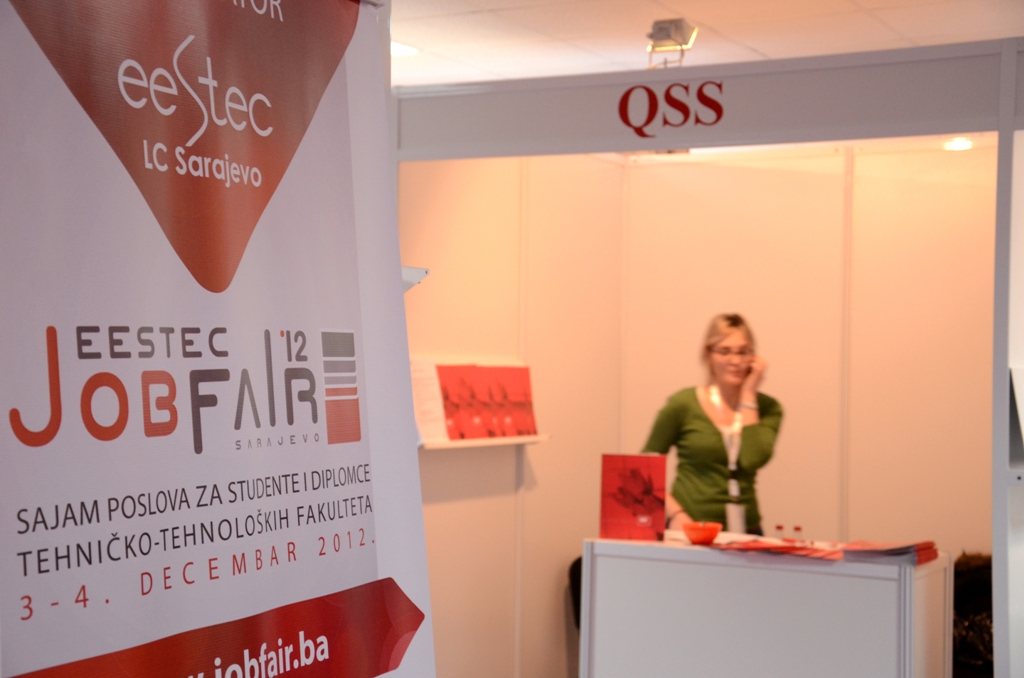 eestec
LC Sarajevo
EESTEC '12
JOBFAIR
SARAJEVO
SAJAM POSLOVA ZA STUDENTE I DIPLOMCE
TEHNIČKO-TEHNOLOŠKIH FAKULTETA
3-4. DECEMBAR 2012.
jobfair.ba
QSS